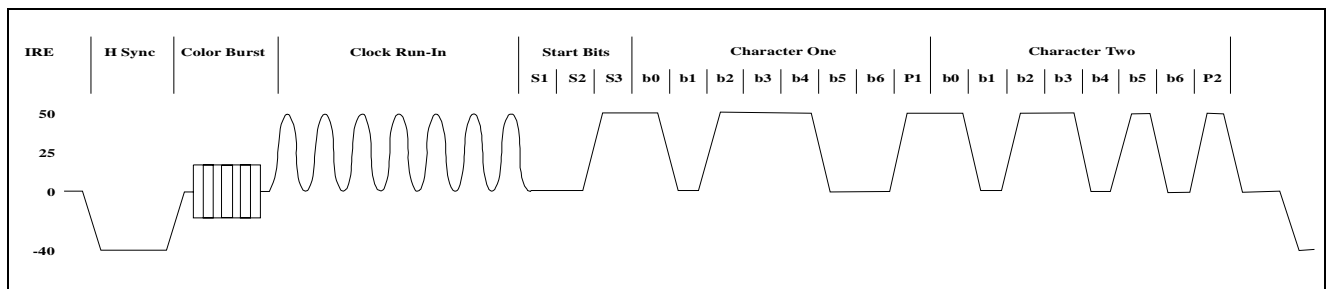 IRE H Sync Color Burst Clock Run-In Start Bits Character One Character Two
S1 S2 S3 b0 b1 b2 b3 b4 b5 b6 P1 b0 b1 b2 b3 b4 b5 b6 P2
50
25
0
-40